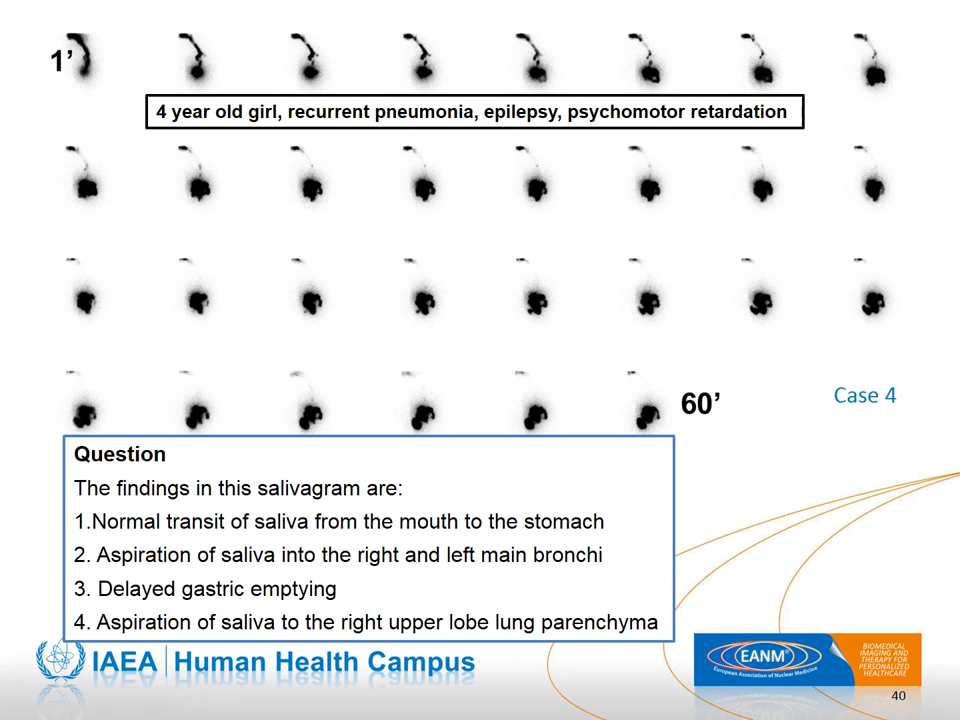 1’
4 year old girl, recurrent pneumonia, epilepsy, psychomotor retardation
60’
Case 4
Question
The findings in this salivagram are:
1.Normal transit of saliva from the mouth to the stomach
2. Aspiration of saliva into the right and left main bronchi
3. Delayed gastric emptying
4. Aspiration of saliva to the right upper lobe lung parenchyma
IAEA Human Health Campus
EANM®
European Association of Nuclear Medicine
BIOMEDICAL
IMAGING AND
THERAPY FOR
PERSONALIZED
HEALTHCARE
40